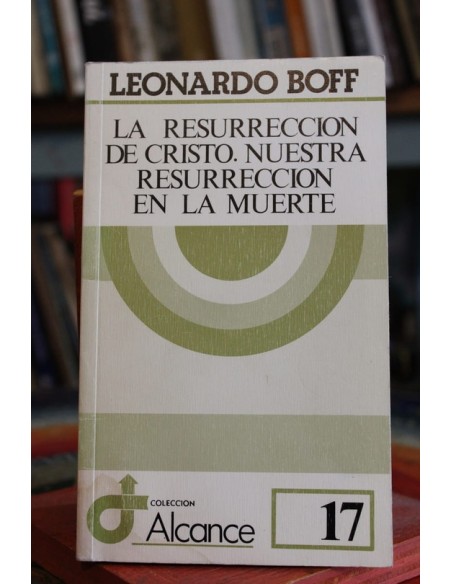 LEONARDO BOFF
LA RESURRECCION
DE CRISTO. NUESTRA
RESURRECCION
EN LA MUERTE
COLECCION
Alcance
17